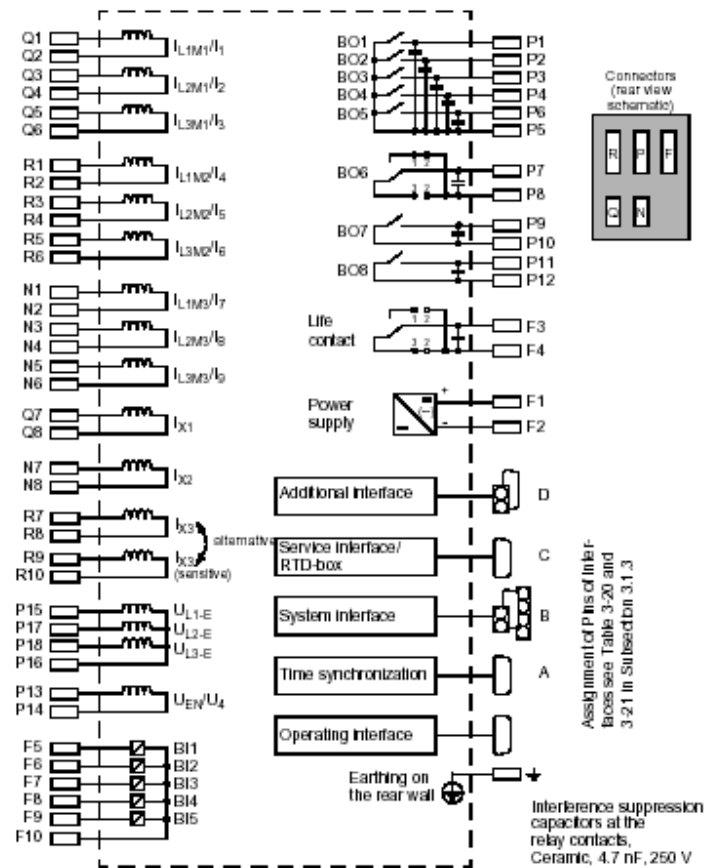 Q1
Q2
IL1M1/I1
Q3
Q4
IL2M1/I2
Q5
Q6
IL3M1/I3
R1
R2
IL1M2/I4
R3
R4
IL2M2/I5
R5
R6
IL3M2/I6
N1
N2
IL1M3/I7
N3
N4
IL2M3/I8
N5
N6
IL3M3/I9
Q7
Q8
IX1
N7
N8
IX2
R7
R8
IX3
alternative
R9
R10
IX3
(sensitive)
P15
UL1-E
P17
UL2-E
P18
UL3-E
P16
P13
P14
UEN/U4
F5
BI1
F6
BI2
F7
BI3
F8
BI4
F9
BI5
F10
BO1
P1
BO2
P2
BO3
P3
BO4
P4
BO5
P6
P5
BO6
1 2
3 2
P7
P8
BO7
P9
P10
BO8
P11
P12
Life
contact
1 2
3 2
F3
F4
Power
supply
+
(~)
-
F1
F2
Additional interface
D
Service interface/
RTD-box
C
System interface
B
Time synchronization
A
Operating interface
Earthing on
the rear wall
Connectors
(rear view
schematic)
R P F
Q N
Assignment of Pins of Inter-
faces see Table 3-20 and
3-21 in Subsection 3.1.3
Interference suppression
capacitors at the
relay contacts,
Ceramic, 4.7 nF, 250 V